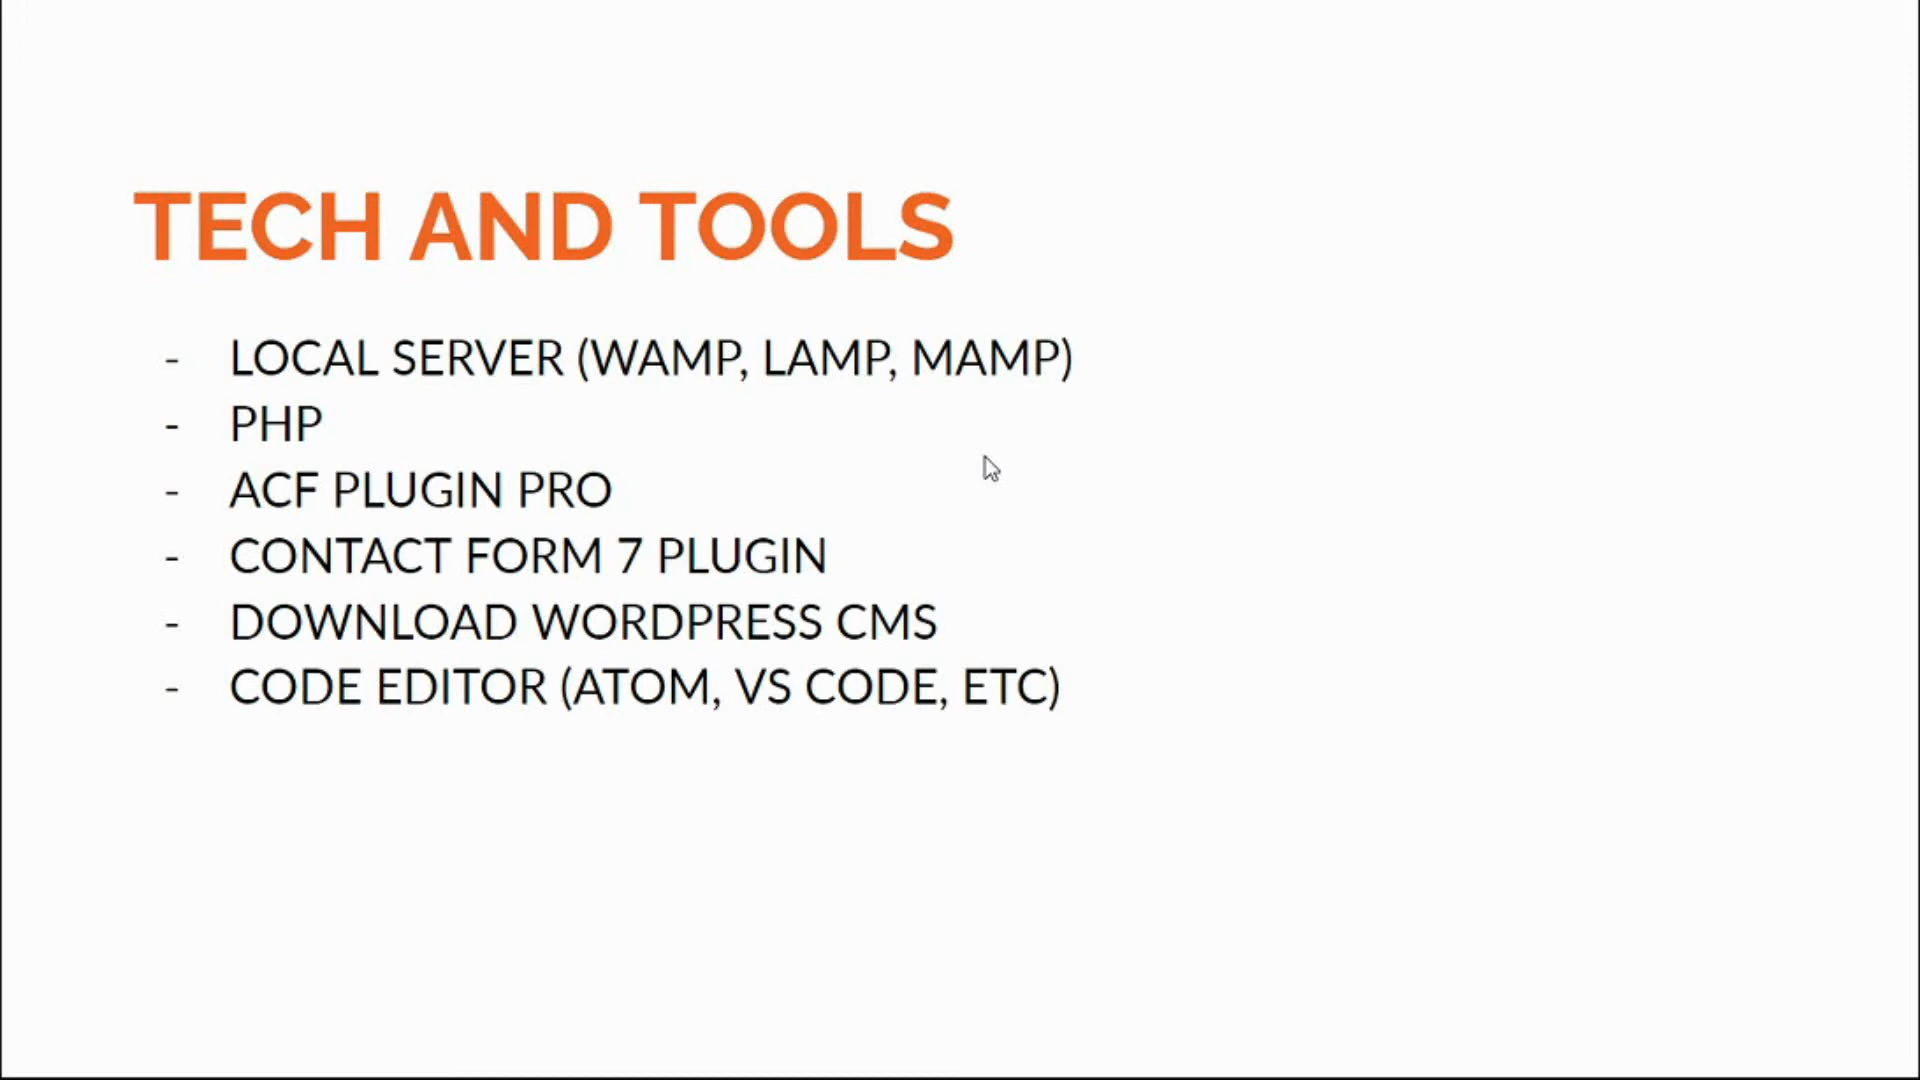 TECH AND TOOLS
- LOCAL SERVER (WAMP, LAMP, MAMP)
- PHP
- ACF PLUGIN PRO
- CONTACT FORM 7 PLUGIN
- DOWNLOAD WORDPRESS CMS
- CODE EDITOR (ATOM, VS CODE, ETC)